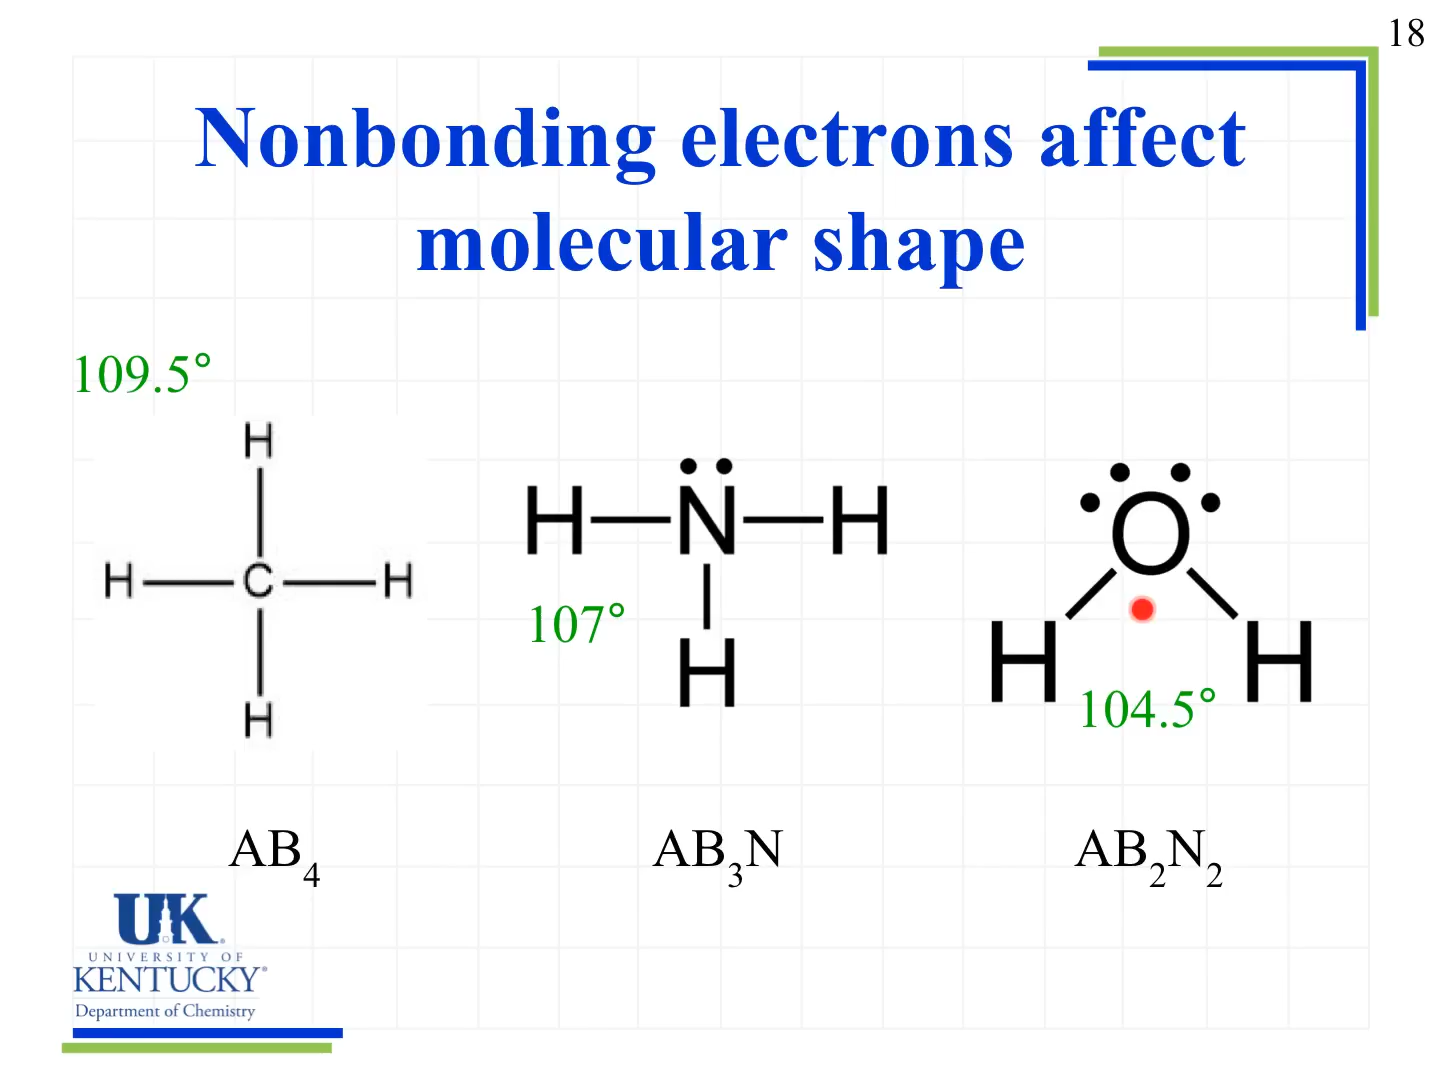 18
Nonbonding electrons affect
molecular shape
109.5°
H
H—C—H
H
H—N—H
H
107°
O
H H
104.5°
AB₄
AB₃N
AB₂N₂
UK
UNIVERSITY OF
KENTUCKY®
Department of Chemistry